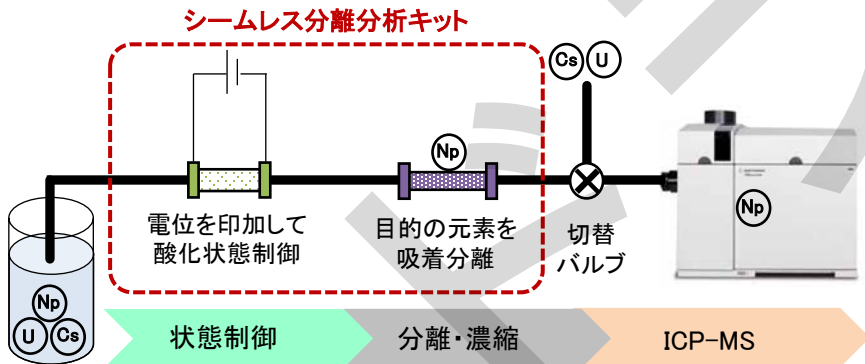 シームレス分離分析キット
Cs U
Np
電位を印加して
酸化状態制御
目的の元素を
吸着分離
切替
バルブ
Np
Np
U Cs
状態制御
分離・濃縮
ICP-MS